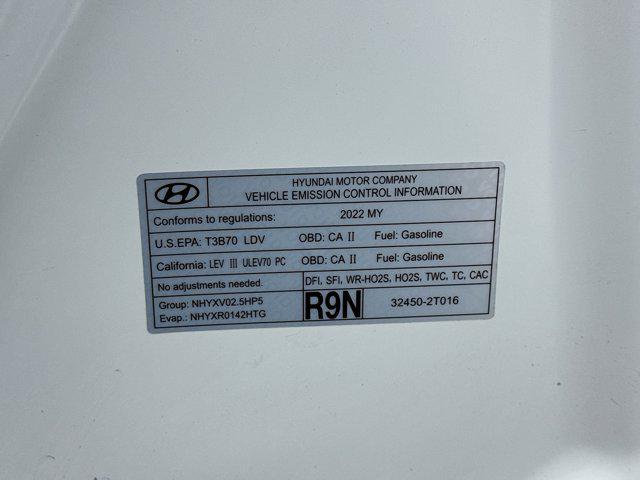 HYUNDAI MOTOR COMPANY
VEHICLE EMISSION CONTROL INFORMATION
Conforms to regulations: 2022 MY
U.S.EPA: T3B70 LDV OBD: CA II Fuel: Gasoline
California: LEV III ULEV70 PC OBD: CA II Fuel: Gasoline
No adjustments needed. DFI, SFI, WR-HO2S, HO2S, TWC, TC, CAC
Group: NHYXV02.5HP5
Evap.: NHYXR0142HTG
R9N
32450-2T016